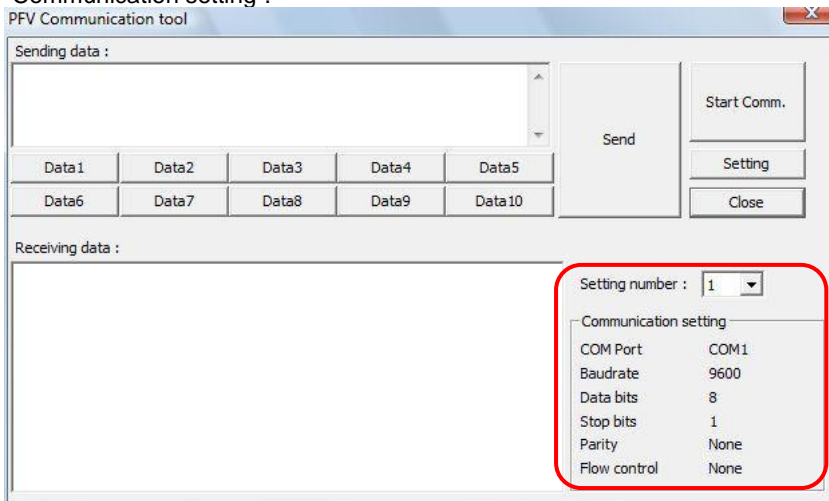 Communication setting :
PFV Communication tool
Sending data :
Start Comm.
Send
Data1 Data2 Data3 Data4 Data5 Setting
Data6 Data7 Data8 Data9 Data10 Close
Receiving data :
Setting number : 1
Communication setting
COM Port COM1
Baudrate 9600
Data bits 8
Stop bits 1
Parity None
Flow control None